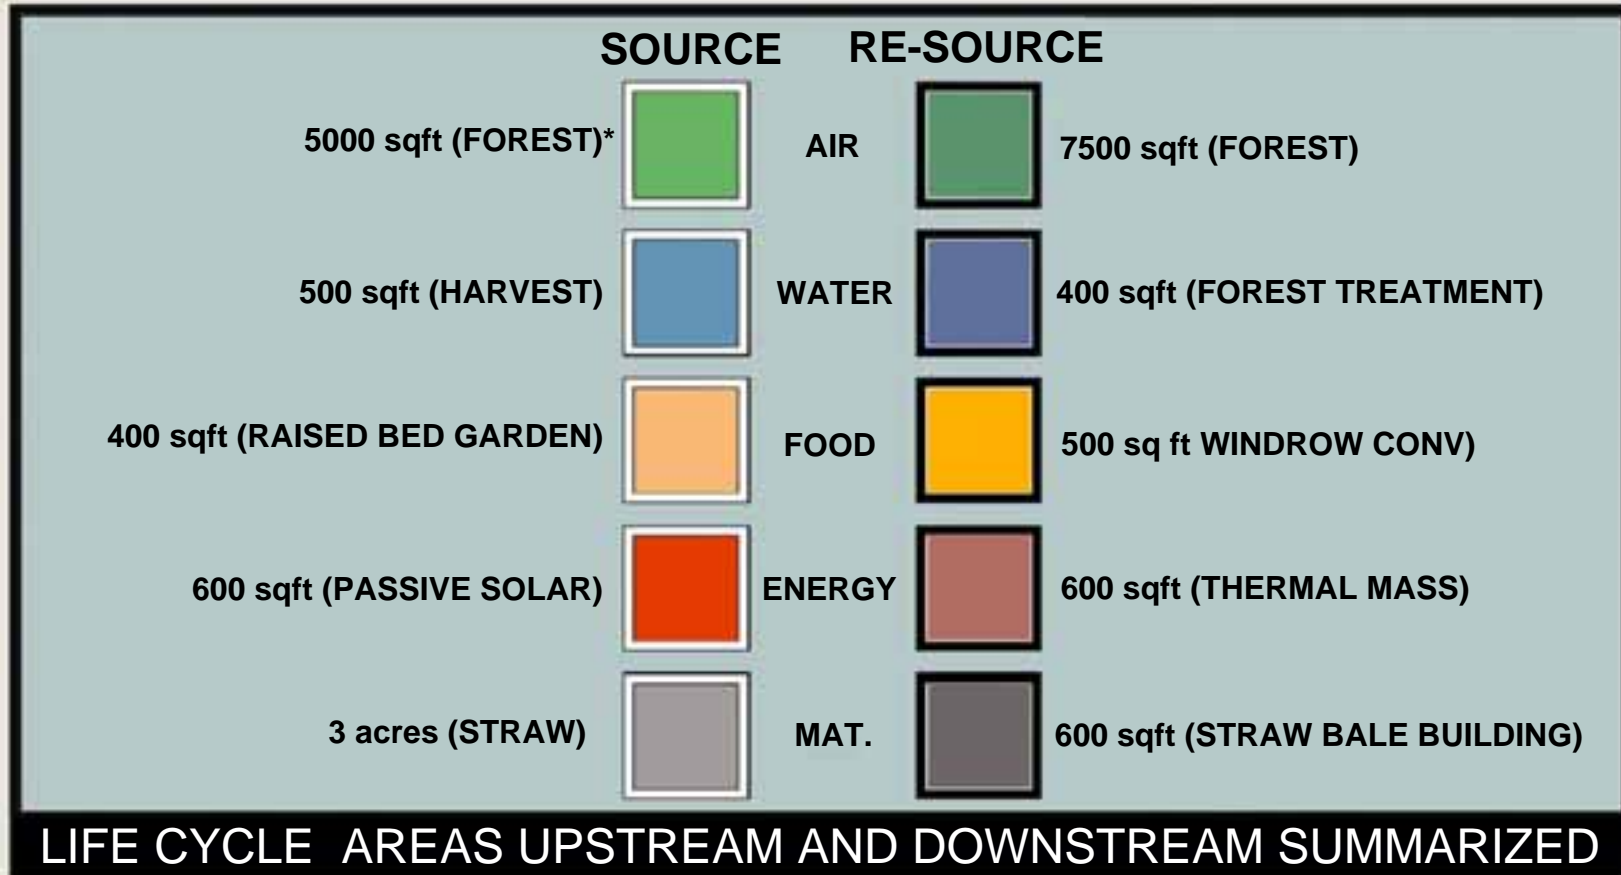 SOURCE RE-SOURCE
5000 sqft (FOREST)* AIR 7500 sqft (FOREST)
500 sqft (HARVEST) WATER 400 sqft (FOREST TREATMENT)
400 sqft (RAISED BED GARDEN) FOOD 500 sq ft WINDROW CONV)
600 sqft (PASSIVE SOLAR) ENERGY 600 sqft (THERMAL MASS)
3 acres (STRAW) MAT. 600 sqft (STRAW BALE BUILDING)
LIFE CYCLE AREAS UPSTREAM AND DOWNSTREAM SUMMARIZED